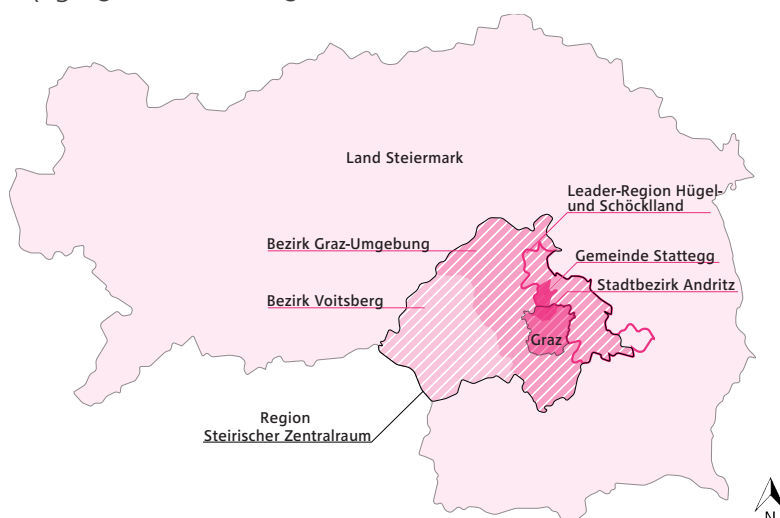 Land Steiermark
Leader-Region Hügel-
und Schöcklland
Bezirk Graz-Umgebung
Gemeinde Stattegg
Stadtbezirk Andritz
Bezirk Voitsberg
Graz
Region
Steirischer Zentralraum
N